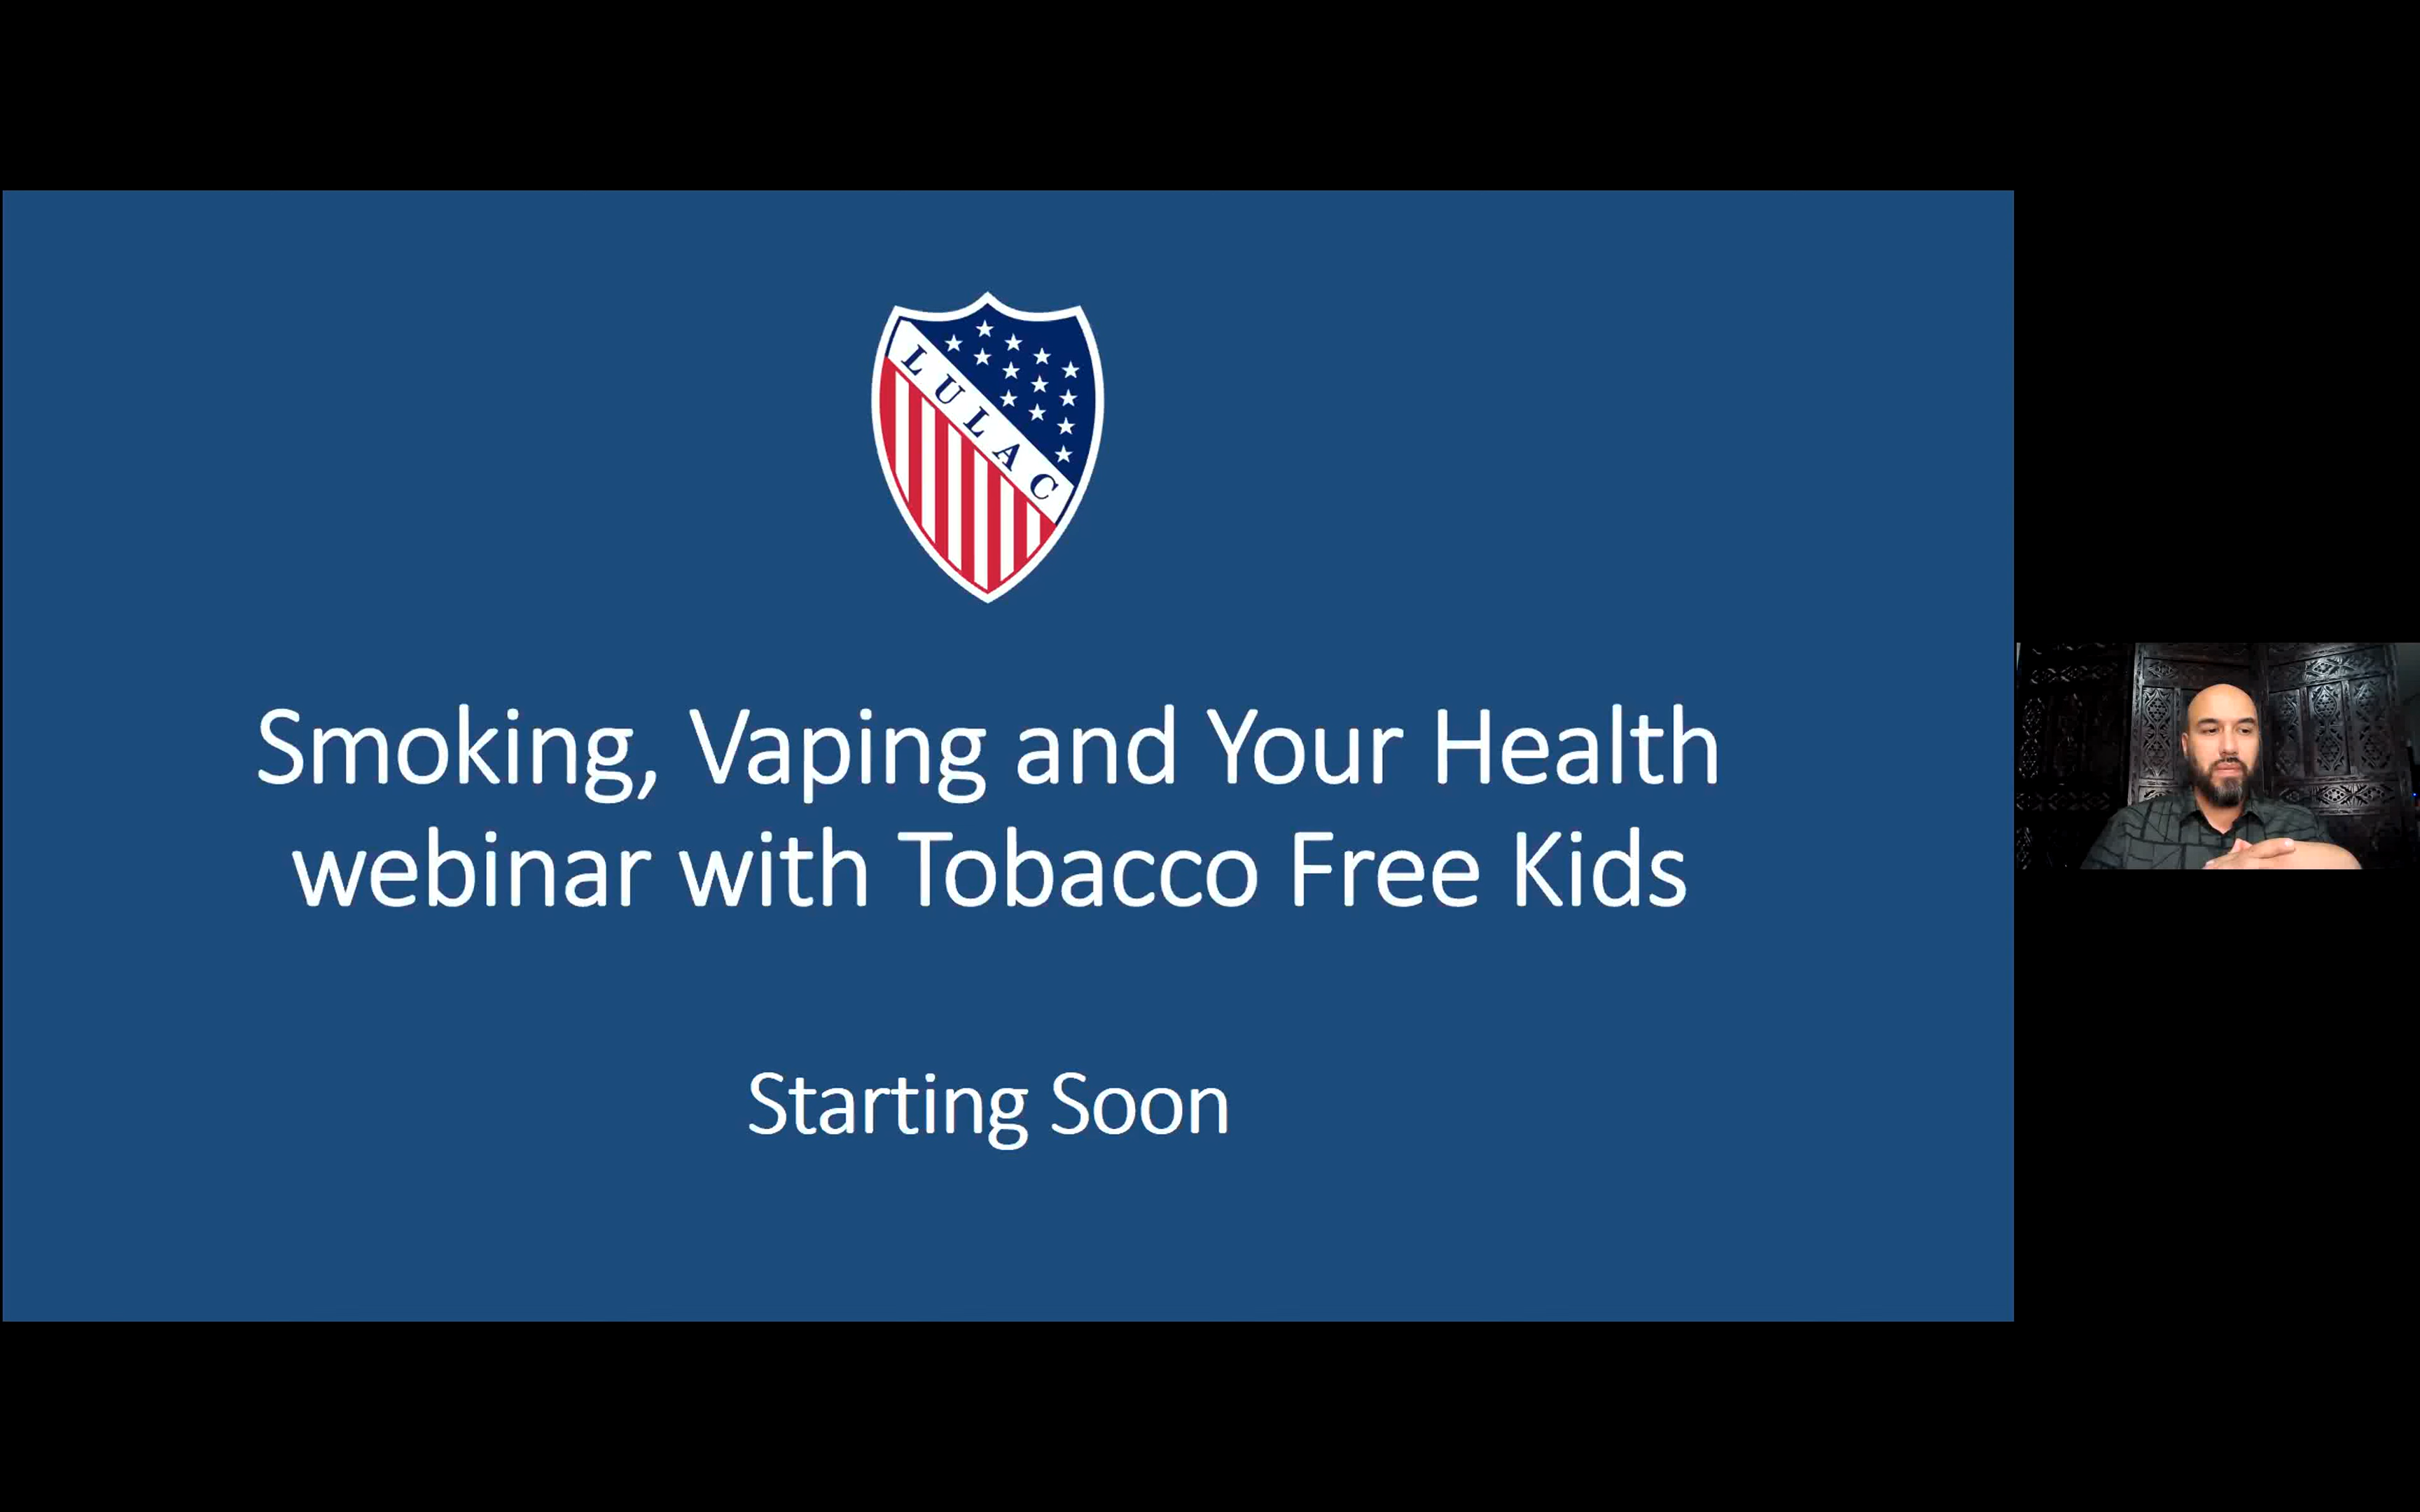 LULAC
Smoking, Vaping and Your Health
webinar with Tobacco Free Kids
Starting Soon